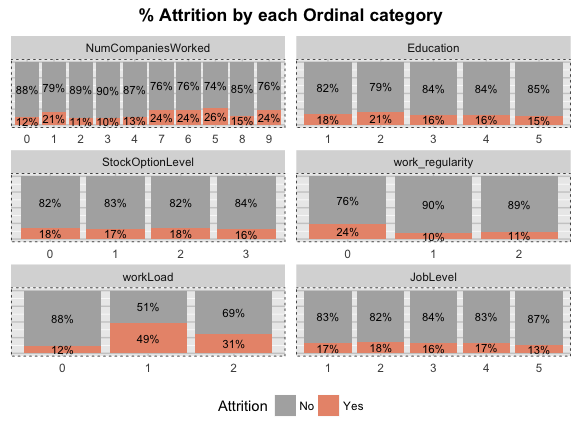 % Attrition by each Ordinal category
NumCompaniesWorked
88% 79% 89% 90% 87% 76% 76% 74% 85% 76%
12% 21% 11% 10% 13% 24% 24% 26% 15% 24%
0 1 2 3 4 7 6 5 8 9
Education
82% 79% 84% 84% 85%
18% 21% 16% 16% 15%
1 2 3 4 5
StockOptionLevel
82% 83% 82% 84%
18% 17% 18% 16%
0 1 2 3
work_regularity
76% 90% 89%
24% 10% 11%
0 1 2
workLoad
88% 51% 69%
12% 49% 31%
0 1 2
JobLevel
83% 82% 84% 83% 87%
17% 18% 16% 17% 13%
1 2 3 4 5
Attrition No Yes